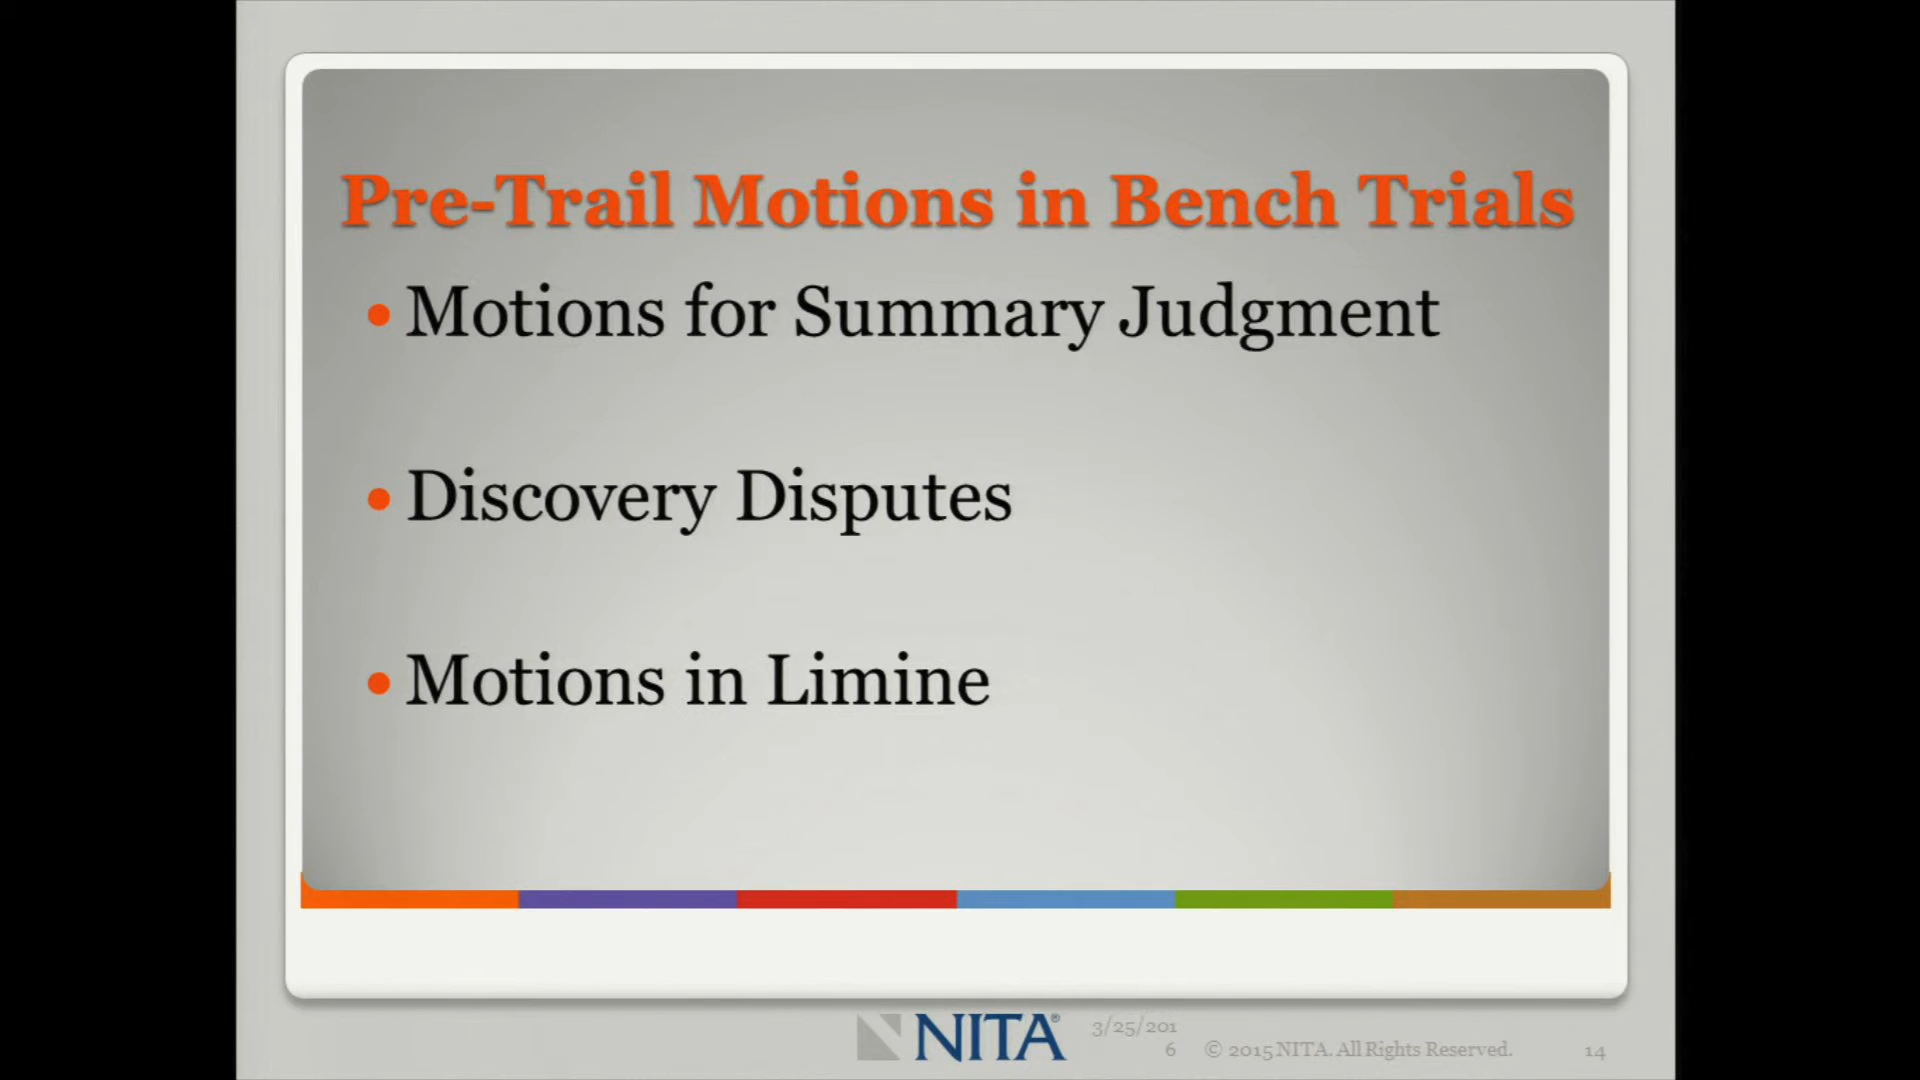 Pre-Trail Motions in Bench Trials
• Motions for Summary Judgment
• Discovery Disputes
• Motions in Limine
NITA®
3/25/201
6
© 2015 NITA. All Rights Reserved.
14